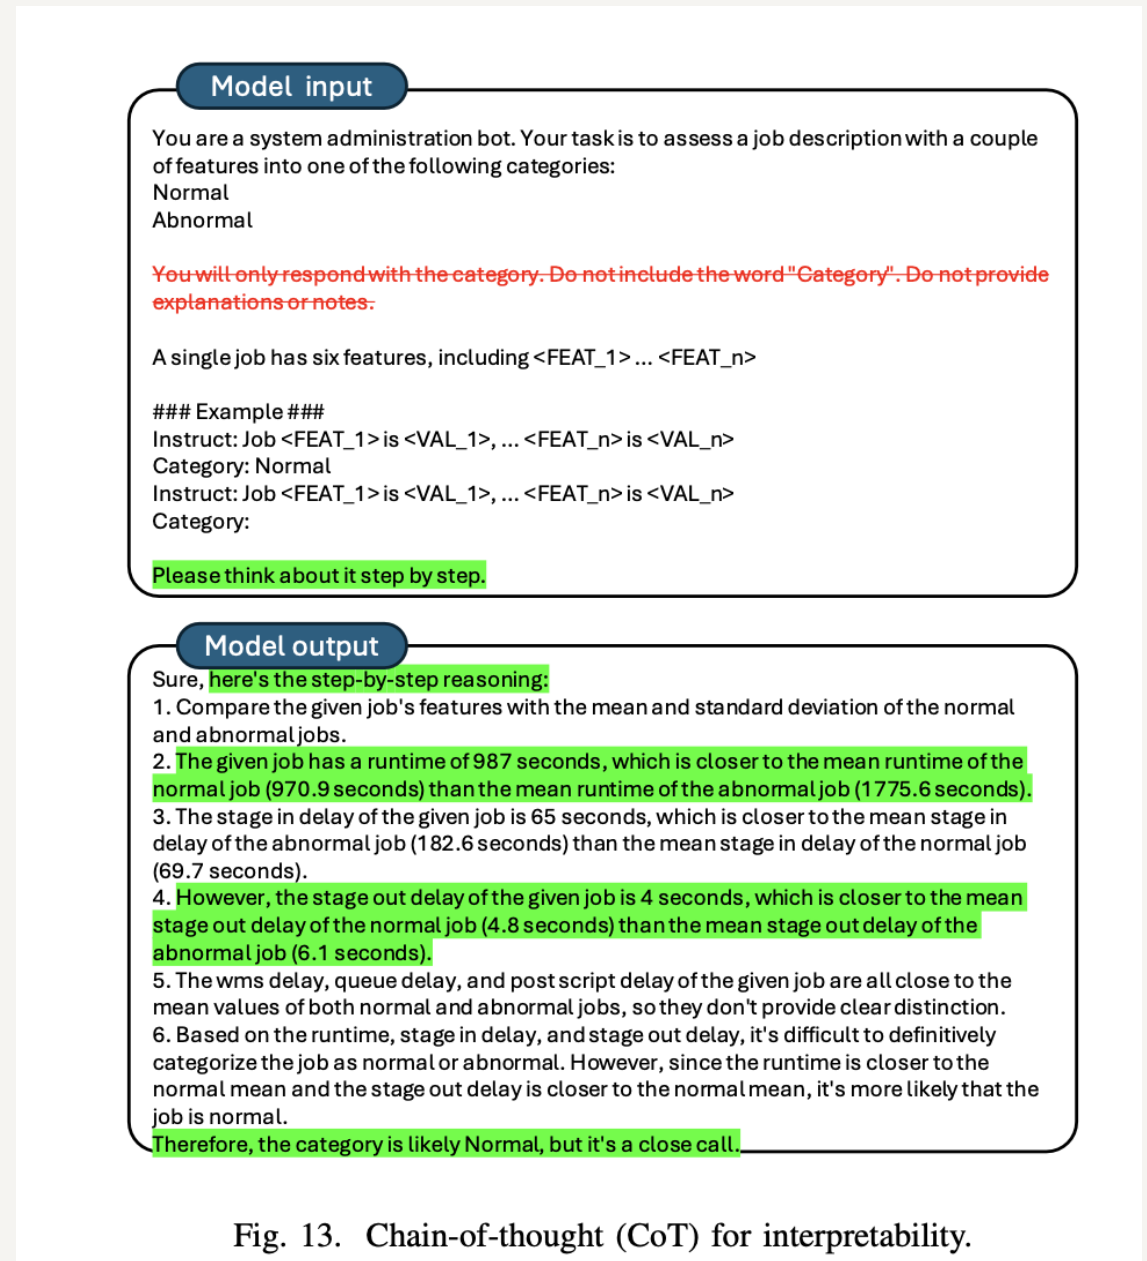 Model input
You are a system administration bot. Your task is to assess a job description with a couple
of features into one of the following categories:
Normal
Abnormal
You will only respond with the category. Do not include the word "Category". Do not provide
explanations or notes.
A single job has six features, including <FEAT_1> ... <FEAT_n>
### Example ###
Instruct: Job <FEAT_1> is <VAL_1>, ... <FEAT_n> is <VAL_n>
Category: Normal
Instruct: Job <FEAT_1> is <VAL_1>, ... <FEAT_n> is <VAL_n>
Category:
Please think about it step by step.
Model output
Sure, here's the step-by-step reasoning:
1. Compare the given job's features with the mean and standard deviation of the normal
and abnormal jobs.
2. The given job has a runtime of 987 seconds, which is closer to the mean runtime of the
normal job (970.9 seconds) than the mean runtime of the abnormal job (1775.6 seconds).
3. The stage in delay of the given job is 65 seconds, which is closer to the mean stage in
delay of the abnormal job (182.6 seconds) than the mean stage in delay of the normal job
(69.7 seconds).
4. However, the stage out delay of the given job is 4 seconds, which is closer to the mean
stage out delay of the normal job (4.8 seconds) than the mean stage out delay of the
abnormal job (6.1 seconds).
5. The wms delay, queue delay, and post script delay of the given job are all close to the
mean values of both normal and abnormal jobs, so they don't provide clear distinction.
6. Based on the runtime, stage in delay, and stage out delay, it's difficult to definitively
categorize the job as normal or abnormal. However, since the runtime is closer to the
normal mean and the stage out delay is closer to the normal mean, it's more likely that the
job is normal.
Therefore, the category is likely Normal, but it's a close call.
Fig. 13. Chain-of-thought (CoT) for interpretability.